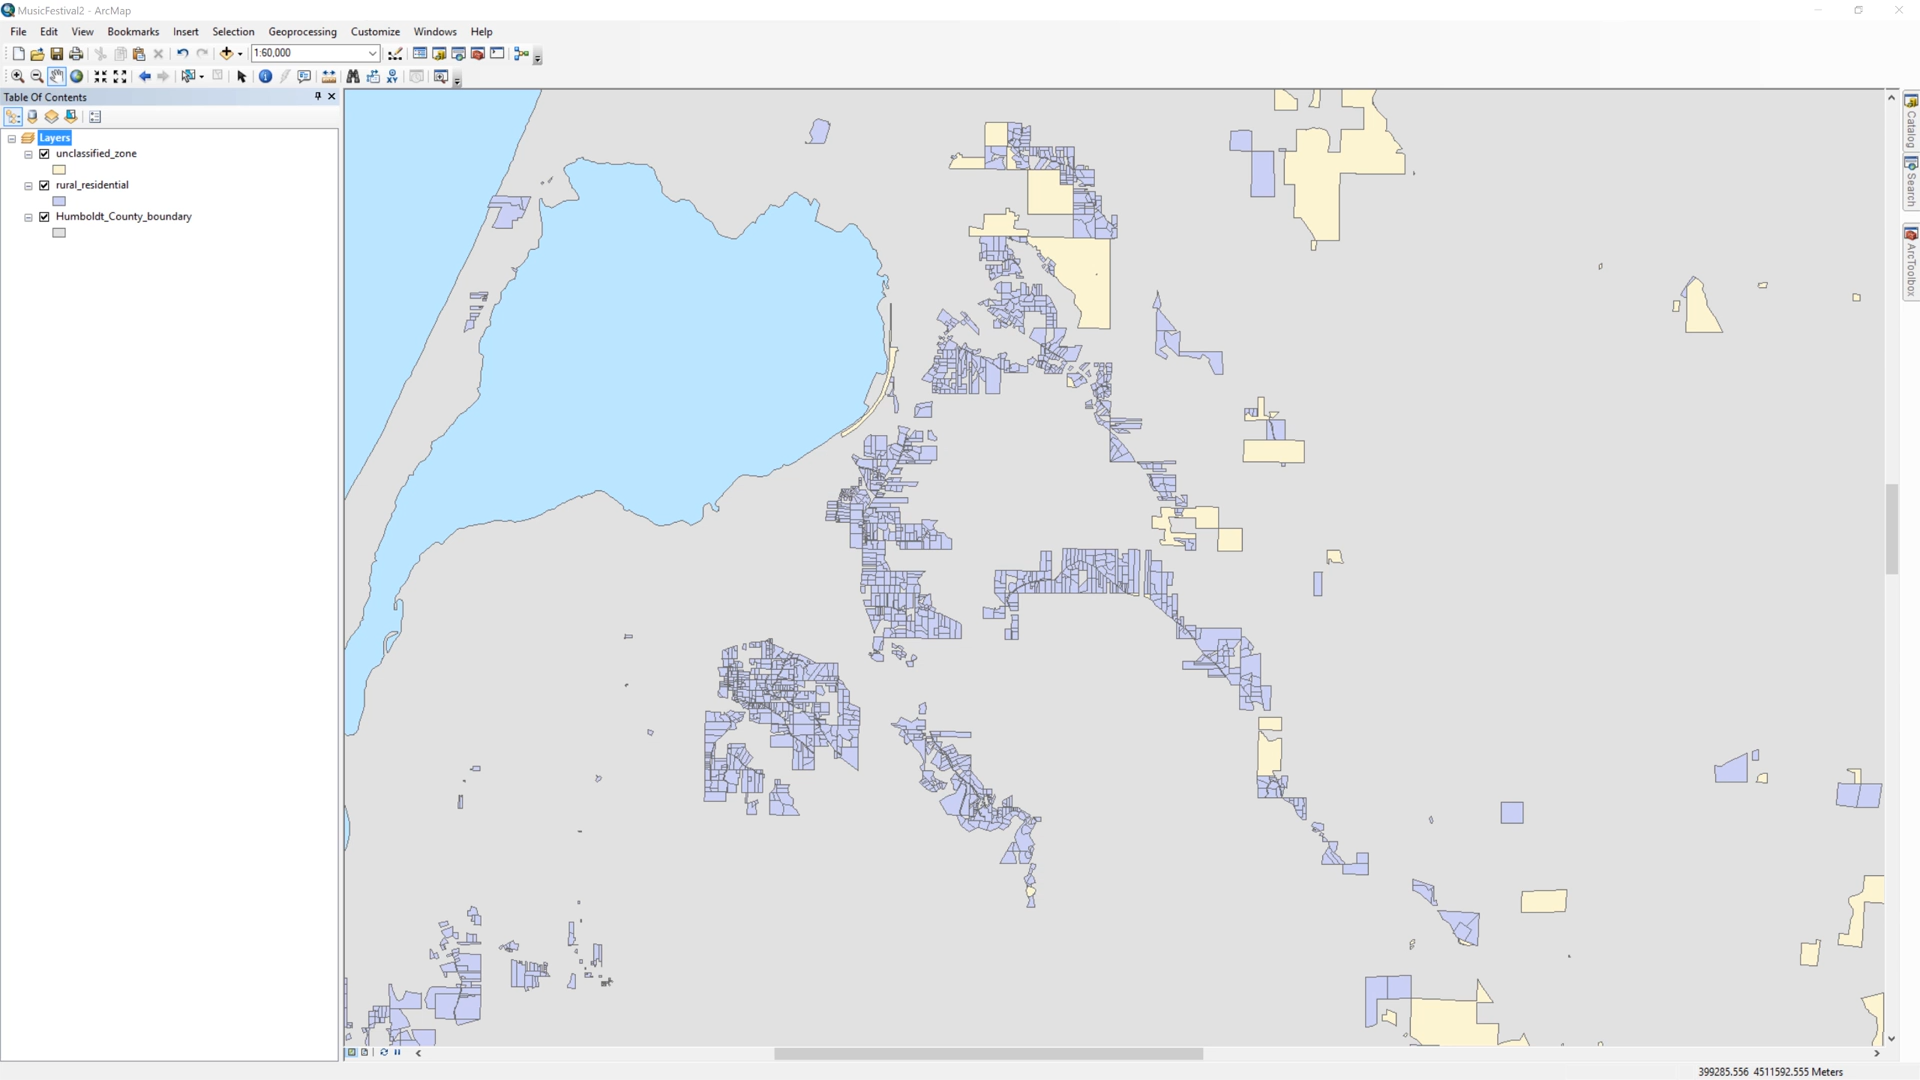 MusicFestival2 - ArcMap
File Edit View Bookmarks Insert Selection Geoprocessing Customize Windows Help
1:60,000
Table Of Contents
Layers
unclassified_zone
rural_residential
Humboldt_County_boundary
Catalog
Search
ArcToolbox
399285.556 4511592.555 Meters